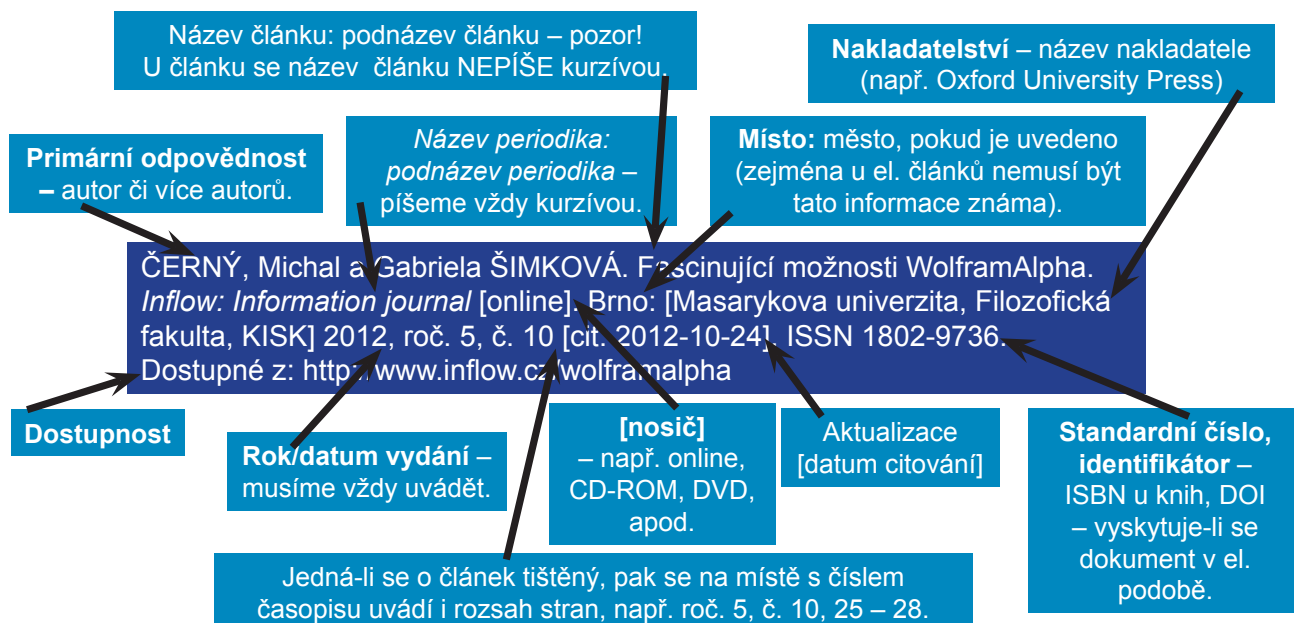 Název článku: podnázev článku – pozor!
U článku se název článku NEPÍŠE kurzívou.
Nakladatelství – název nakladatele
(např. Oxford University Press)
Primární odpovědnost
– autor či více autorů.
Název periodika:
podnázev periodika –
píšeme vždy kurzívou.
Místo: město, pokud je uvedeno
(zejména u el. článků nemusí být
tato informace známa).
ČERNÝ, Michal a Gabriela ŠIMKOVÁ. Fascinující možnosti WolframAlpha.
Inflow: Information journal [online]. Brno: [Masarykova univerzita, Filozofická
fakulta, KISK] 2012, roč. 5, č. 10 [cit. 2012-10-24]. ISSN 1802-9736.
Dostupné z: http://www.inflow.cz/wolframalpha
Dostupnost
Rok/datum vydání –
musíme vždy uvádět.
[nosič]
– např. online,
CD-ROM, DVD,
apod.
Aktualizace
[datum citování]
Standardní číslo,
identifikátor –
ISBN u knih, DOI
– vyskytuje-li se
dokument v el.
podobě.
Jedná-li se o článek tištěný, pak se na místě s číslem
časopisu uvádí i rozsah stran, např. roč. 5, č. 10, 25 – 28.